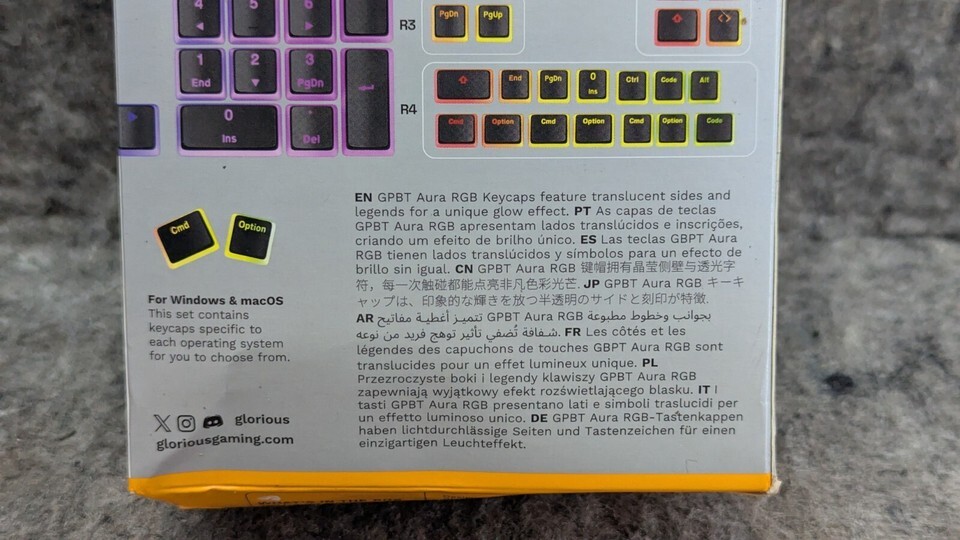 4 5 6
R3
PgDn PgUp
1 2 3
End PgDn
R4
0
Ins Del
End PgDn 0 Ins Ctrl Code Alt
Cmd Option Cmd Option Cmd Option Code
Cmd Option
For Windows & macOS
This set contains
keycaps specific to
each operating system
for you to choose from.
glorious
gloriousgaming.com
EN GPBT Aura RGB Keycaps feature translucent sides and
legends for a unique glow effect. PT As capas de teclas
GPBT Aura RGB apresentam lados translúcidos e inscrições,
criando um efeito de brilho único. ES Las teclas GBPT Aura
RGB tienen lados translúcidos y símbolos para un efecto de
brillo sin igual. CN GPBT Aura RGB 键帽拥有晶莹侧壁与透光字
符，每一次触碰都能点亮非凡色彩光芒. JP GPBT Aura RGB キーキ
ャップは、印象的な輝きを放つ半透明のサイドと刻印が特徴.
AR تتميـز أغطيـة مفاتيح GPBT Aura RGB بجوانب وخطوط مطبوعة
شـفافة تُضفي تأثير توهج فريد من نوعه. FR Les côtés et les
légendes des capuchons de touches GBPT Aura RGB sont
translucides pour un effet lumineux unique. PL
Przezroczyste boki i legendy klawiszy GPBT Aura RGB
zapewniają wyjątkowy efekt rozświetlającego blasku. IT I
tasti GPBT Aura RGB presentano lati e simboli traslucidi per
un effetto luminoso unico. DE GPBT Aura RGB-Tastenkappen
haben lichtdurchlässige Seiten und Tastenzeichen für einen
einzigartigen Leuchteffekt.